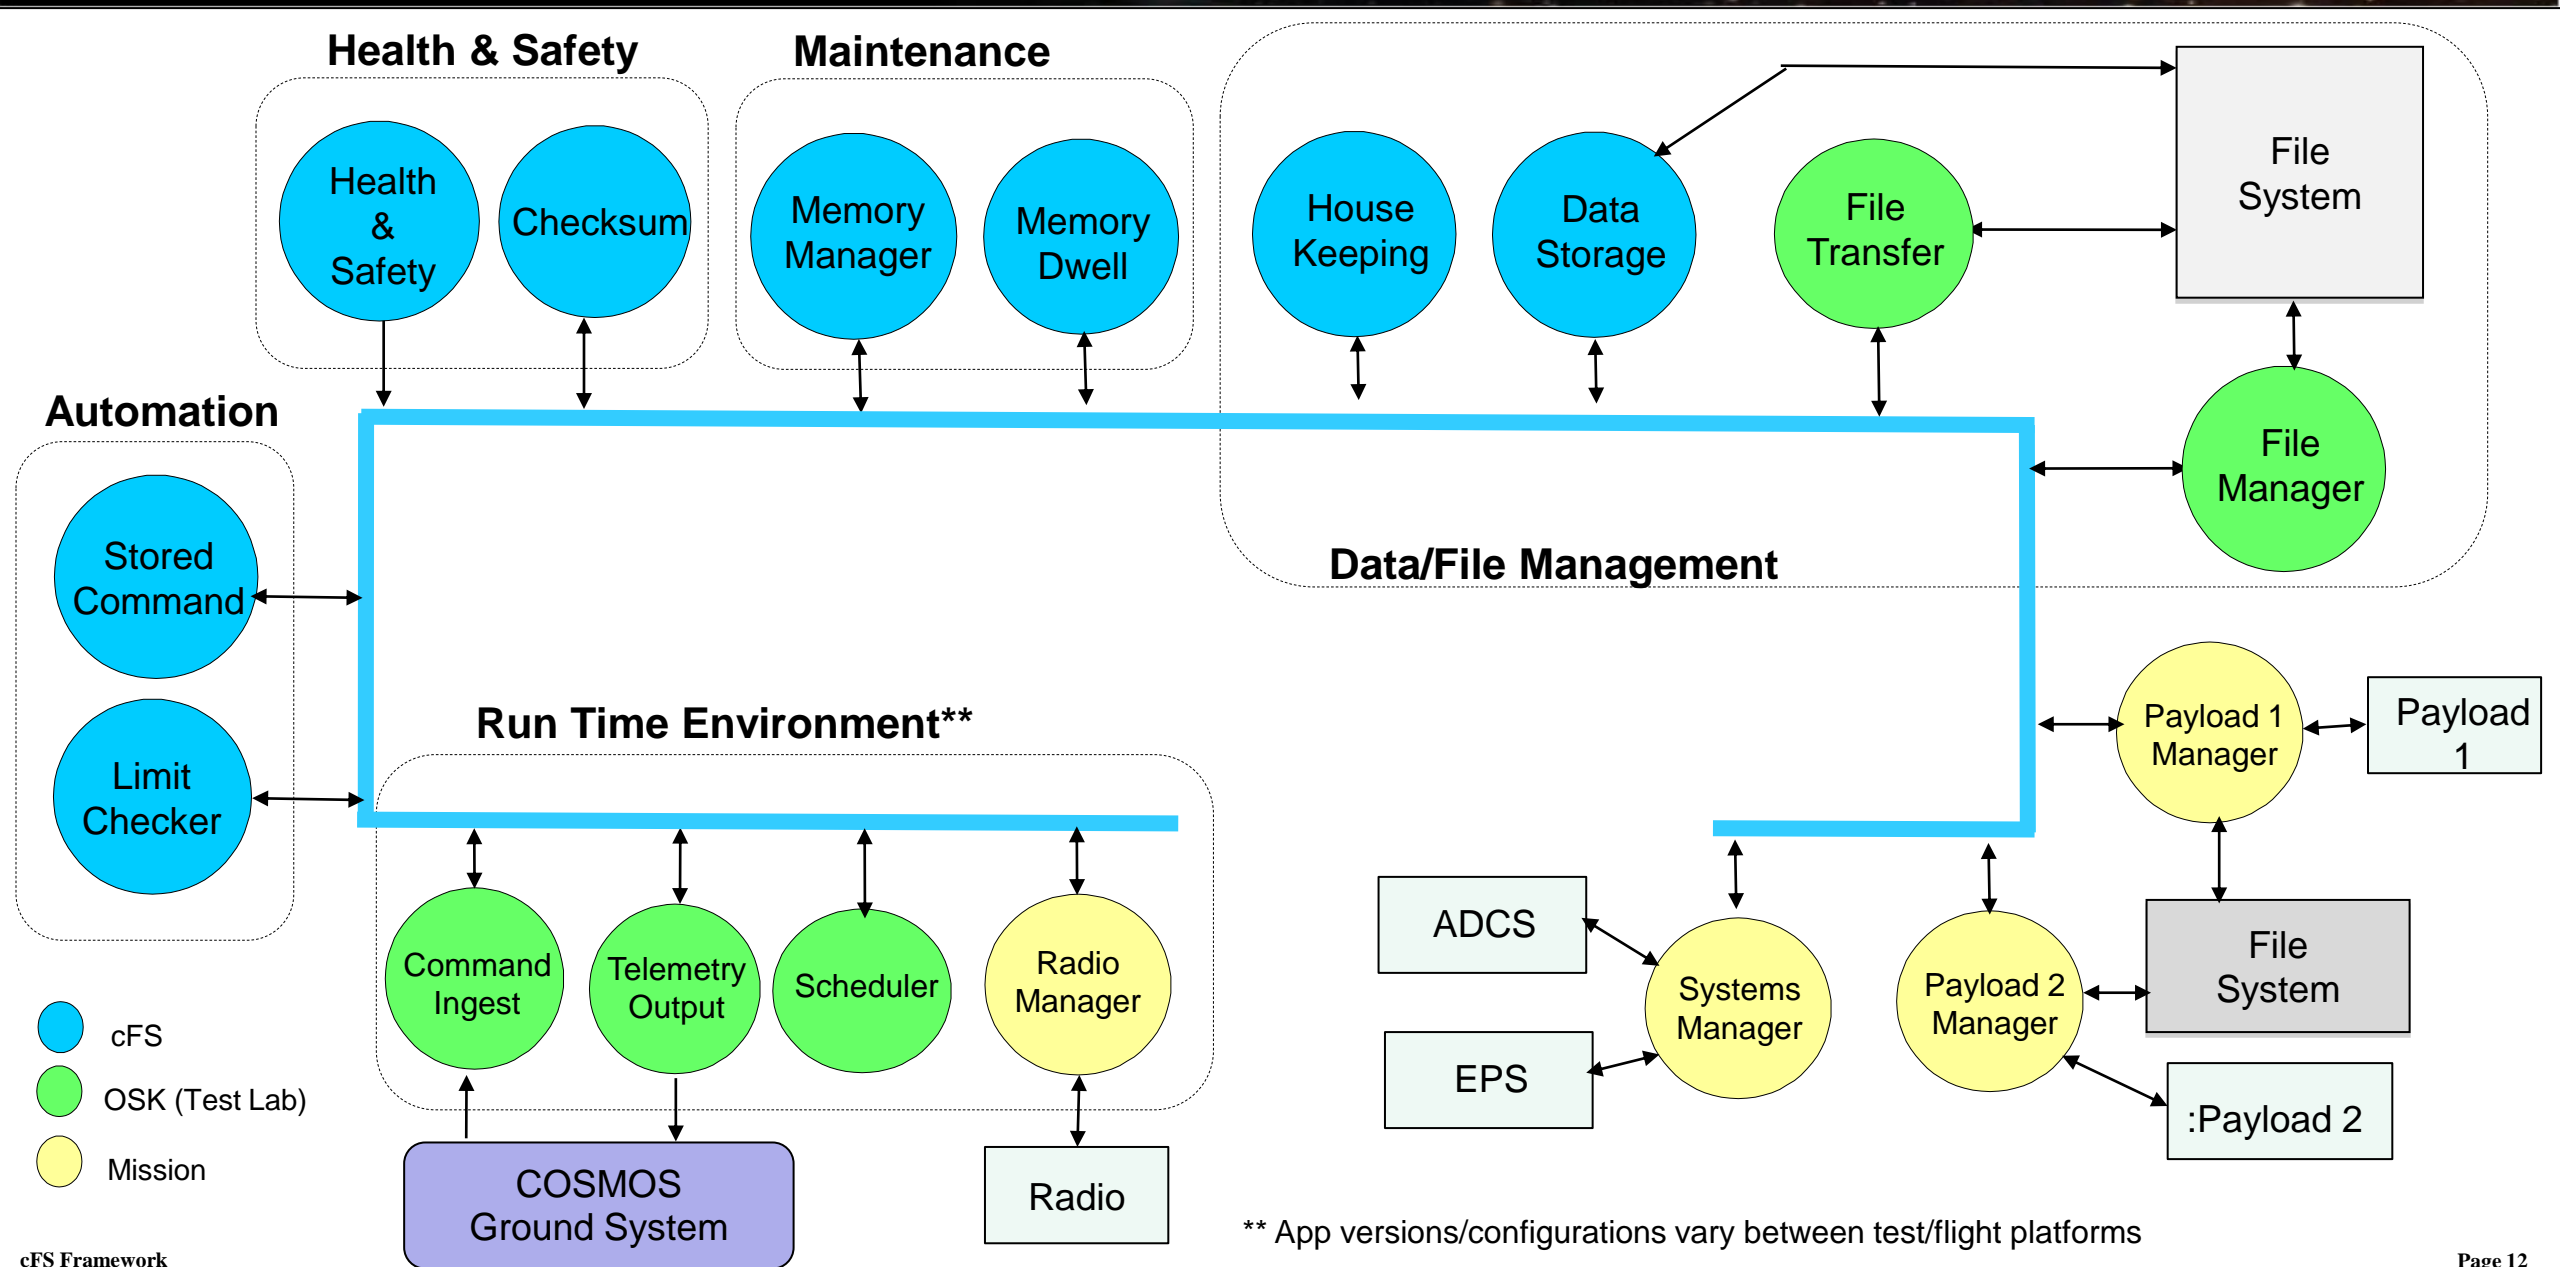 Health & Safety
Maintenance
Health
&
Safety
Checksum
Memory
Manager
Memory
Dwell
House
Keeping
Data
Storage
File
Transfer
File
System
File
Manager
Data/File Management
Automation
Stored
Command
Limit
Checker
Run Time Environment**
Command
Ingest
Telemetry
Output
Scheduler
Radio
Manager
COSMOS
Ground System
Radio
Payload 1
Manager
Payload
1
ADCS
EPS
Systems
Manager
Payload 2
Manager
File
System
:Payload 2
cFS
OSK (Test Lab)
Mission
** App versions/configurations vary between test/flight platforms
cFS Framework
Page 12